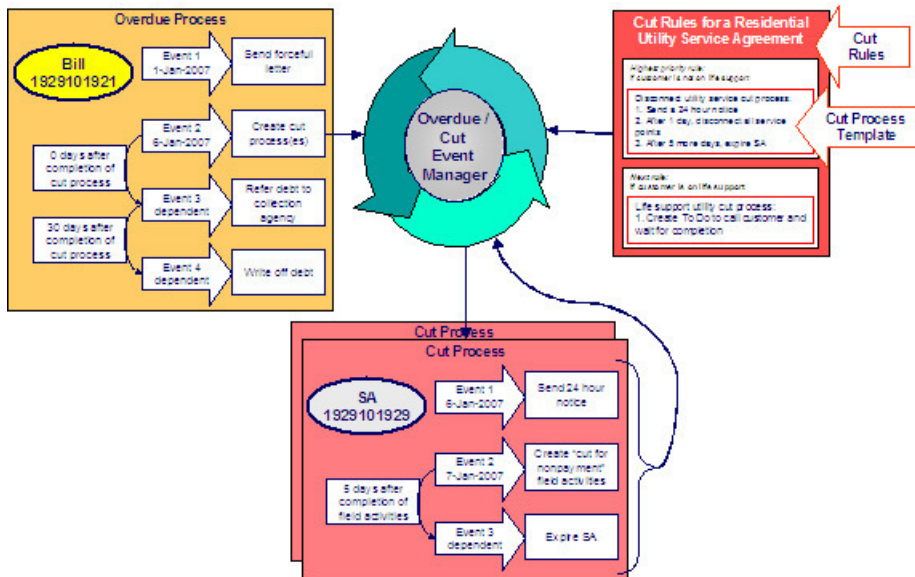 Overdue Process
Bill
1929101921
Event 1
1-Jan-2007
Send forceful
letter
Event 2
6-Jan-2007
Create cut
process(es)
0 days after
completion of
cut process
Event 3
dependent
Refer debt to
collection
agency
30 days after
completion of
cut process
Event 4
dependent
Write off debt
Overdue /
Cut
Event
Manager
Cut Rules for a Residential
Utility Service Agreement
Highest priority rule:
If customer is not on life support
Disconnect utility service cut process:
1. Send a 24 hour notice
2. After 1 day, disconnect all service
points
3. After 5 more days, expire SA
Next rule:
If customer is on life support
Life support utility cut process:
1. Create To Do to call customer and
wait for completion
Cut
Rules
Cut Process
Template
Cut Process
Cut Process
SA
1929101929
Event 1
6-Jan-2007
Send 24 hour
notice
Event 2
7-Jan-2007
Create "cut for
nonpayment"
field activities
5 days after
completion of
field activities
Event 3
dependent
Expire SA